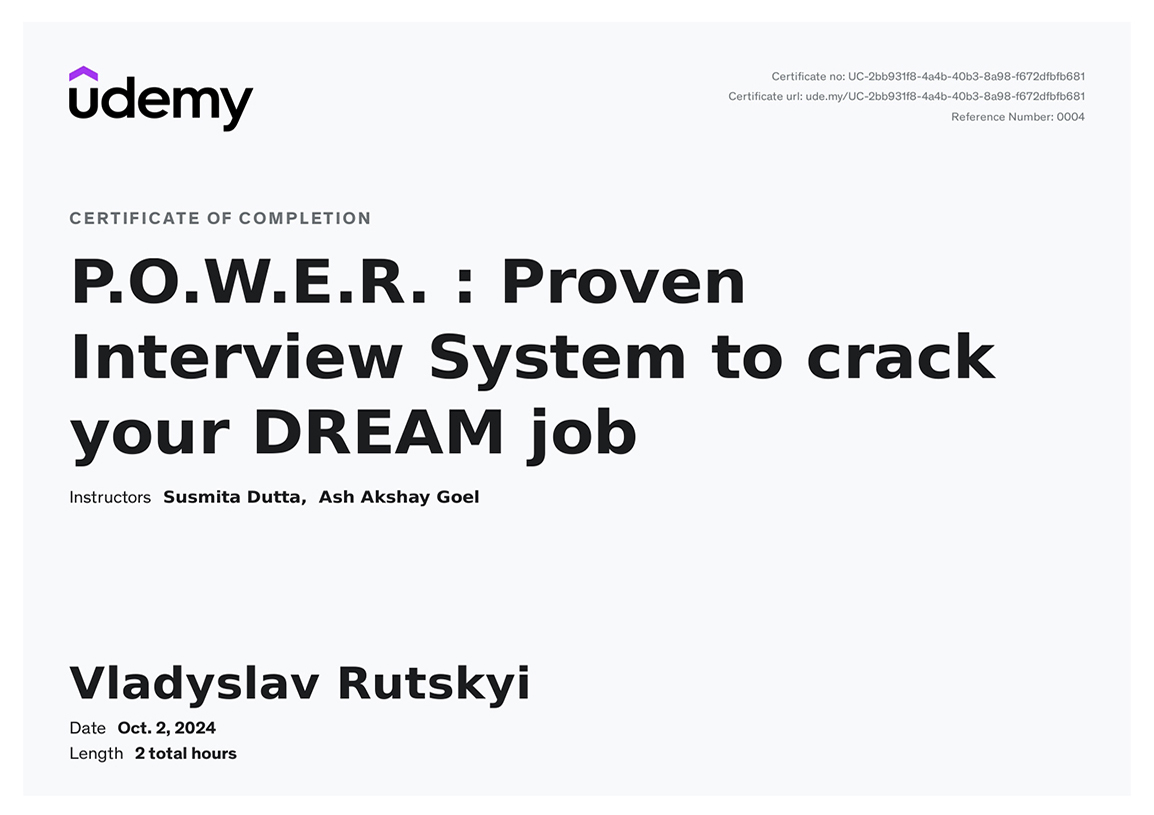 udemy
Certificate no: UC-2bb931f8-4a4b-40b3-8a98-f672dfbfb681
Certificate url: ude.my/UC-2bb931f8-4a4b-40b3-8a98-f672dfbfb681
Reference Number: 0004
CERTIFICATE OF COMPLETION
P.O.W.E.R. : Proven
Interview System to crack
your DREAM job
Instructors Susmita Dutta, Ash Akshay Goel
Vladyslav Rutskyi
Date Oct. 2, 2024
Length 2 total hours